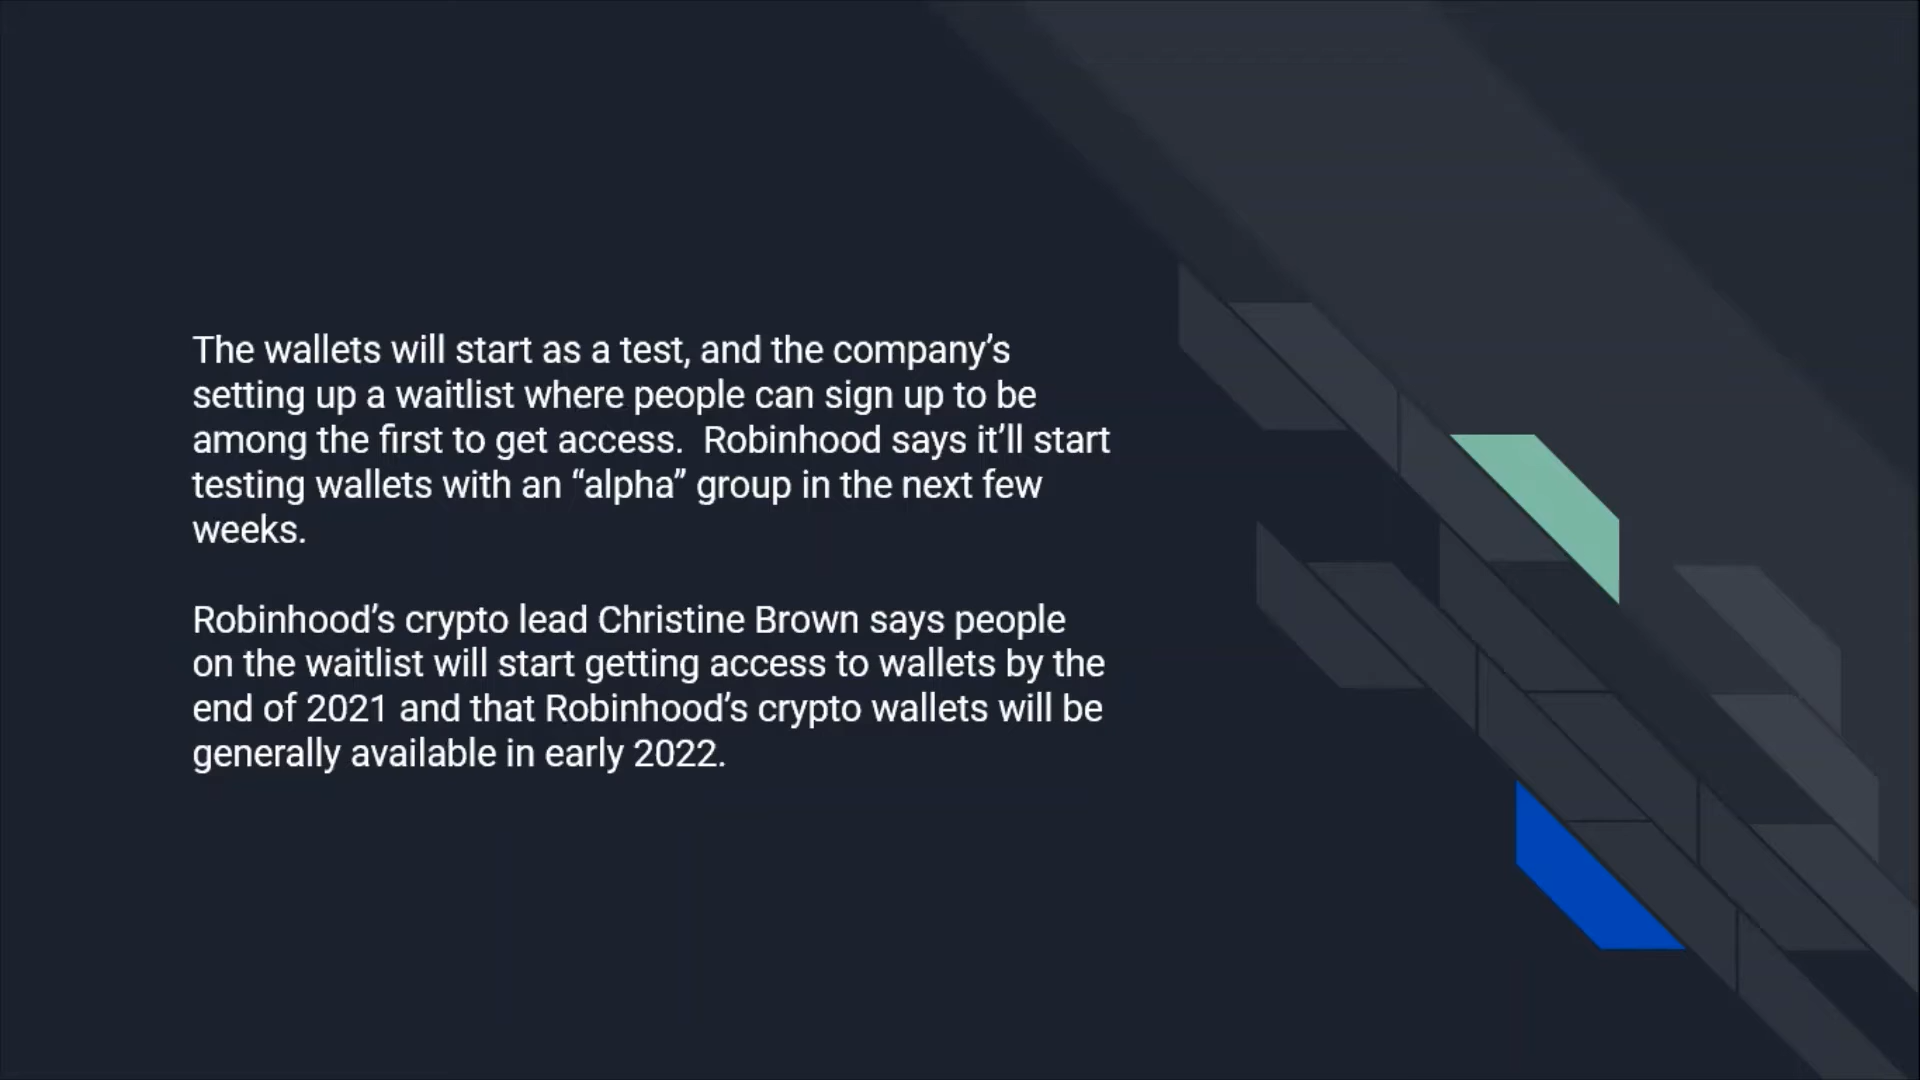 The wallets will start as a test, and the company’s
setting up a waitlist where people can sign up to be
among the first to get access.  Robinhood says it’ll start
testing wallets with an “alpha” group in the next few
weeks.
Robinhood’s crypto lead Christine Brown says people
on the waitlist will start getting access to wallets by the
end of 2021 and that Robinhood’s crypto wallets will be
generally available in early 2022.